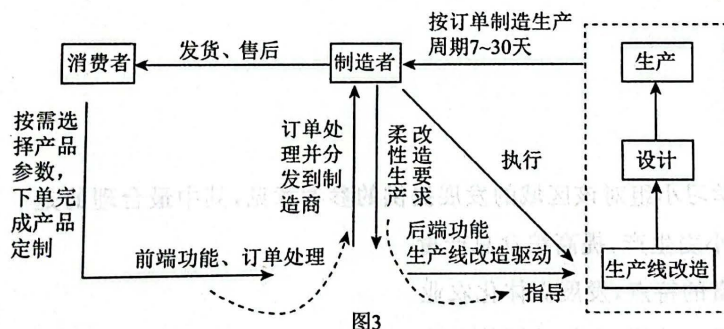 消费者
发货、售后
制造者
按订单制造生产
周期7~30天
生产
设计
生产线改造
按需选
择产品
参数，
下单完
成产品
定制
订单处
理并分
发到制
造商
改造要求
柔性生产
执行
前端功能、订单处理
后端功能
生产线改造驱动
指导
图3